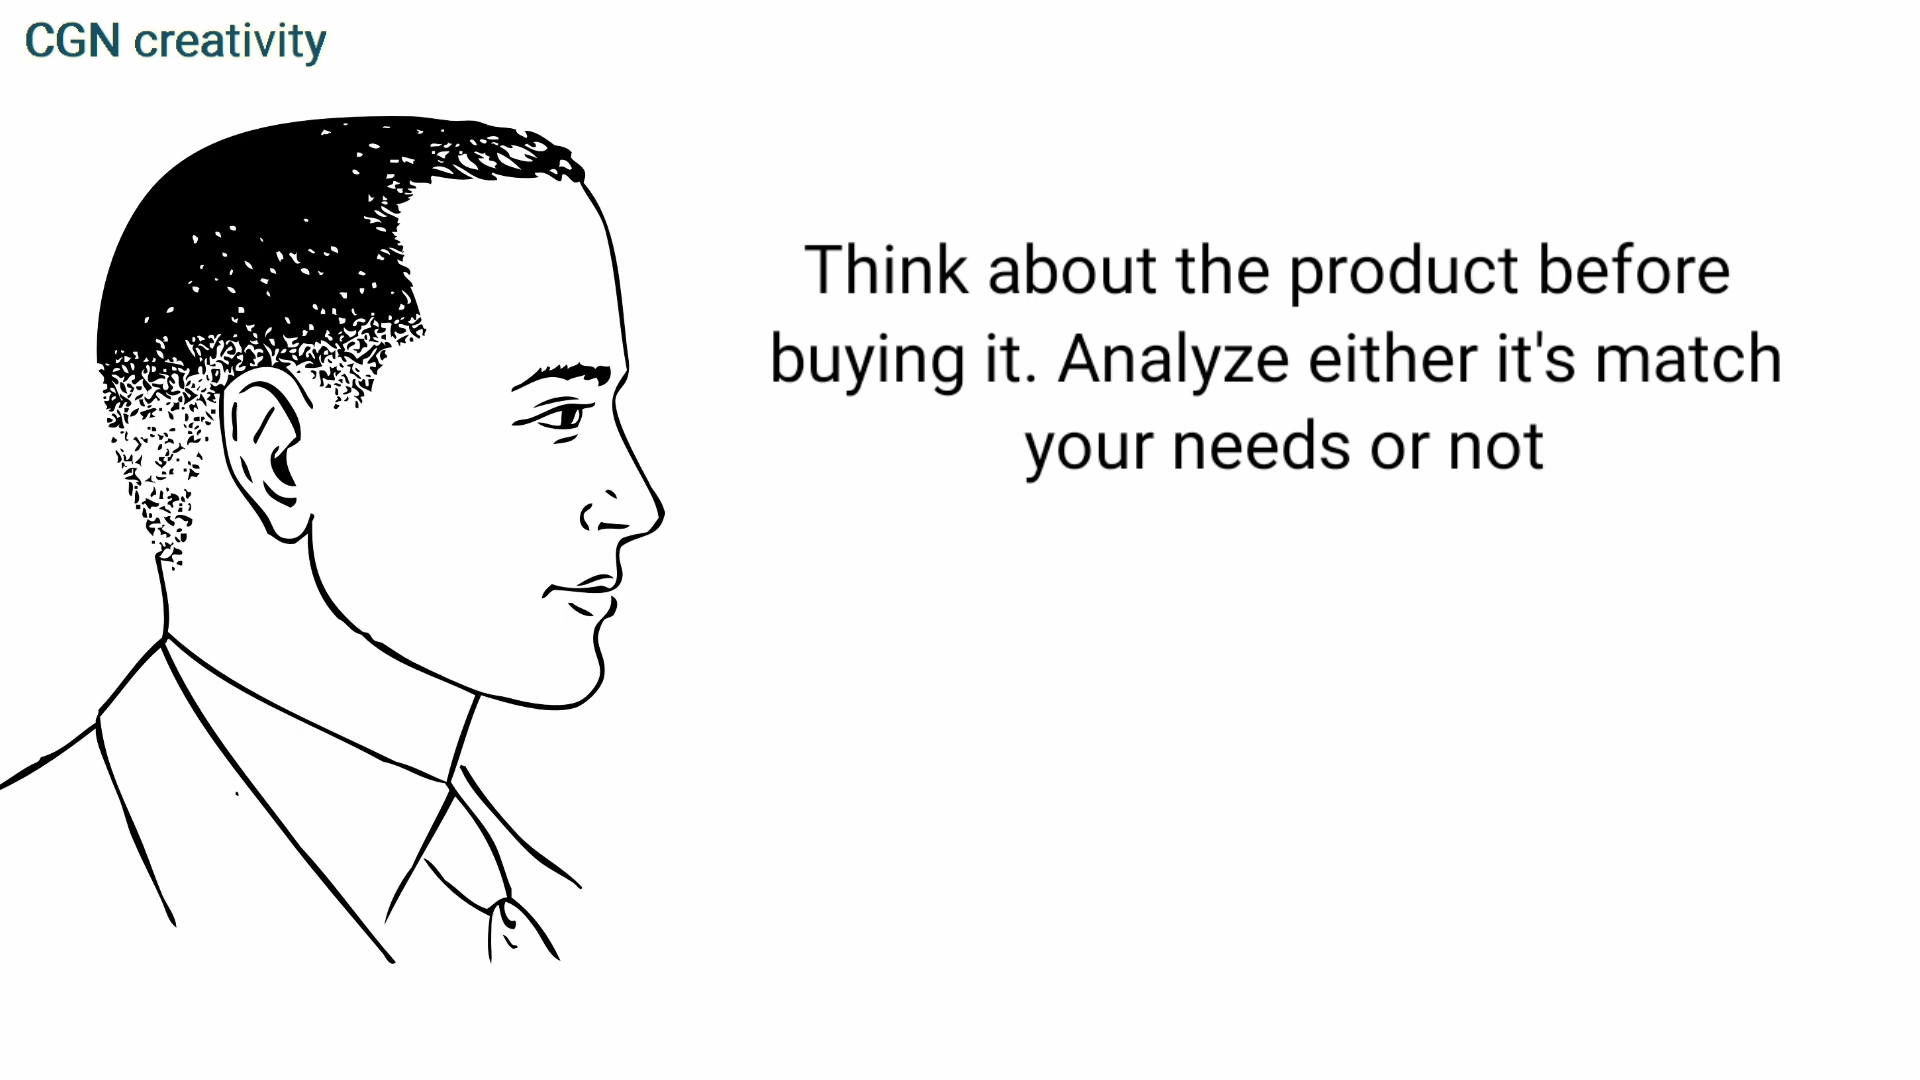 CGN creativity
Think about the product before
buying it. Analyze either it's match
your needs or not